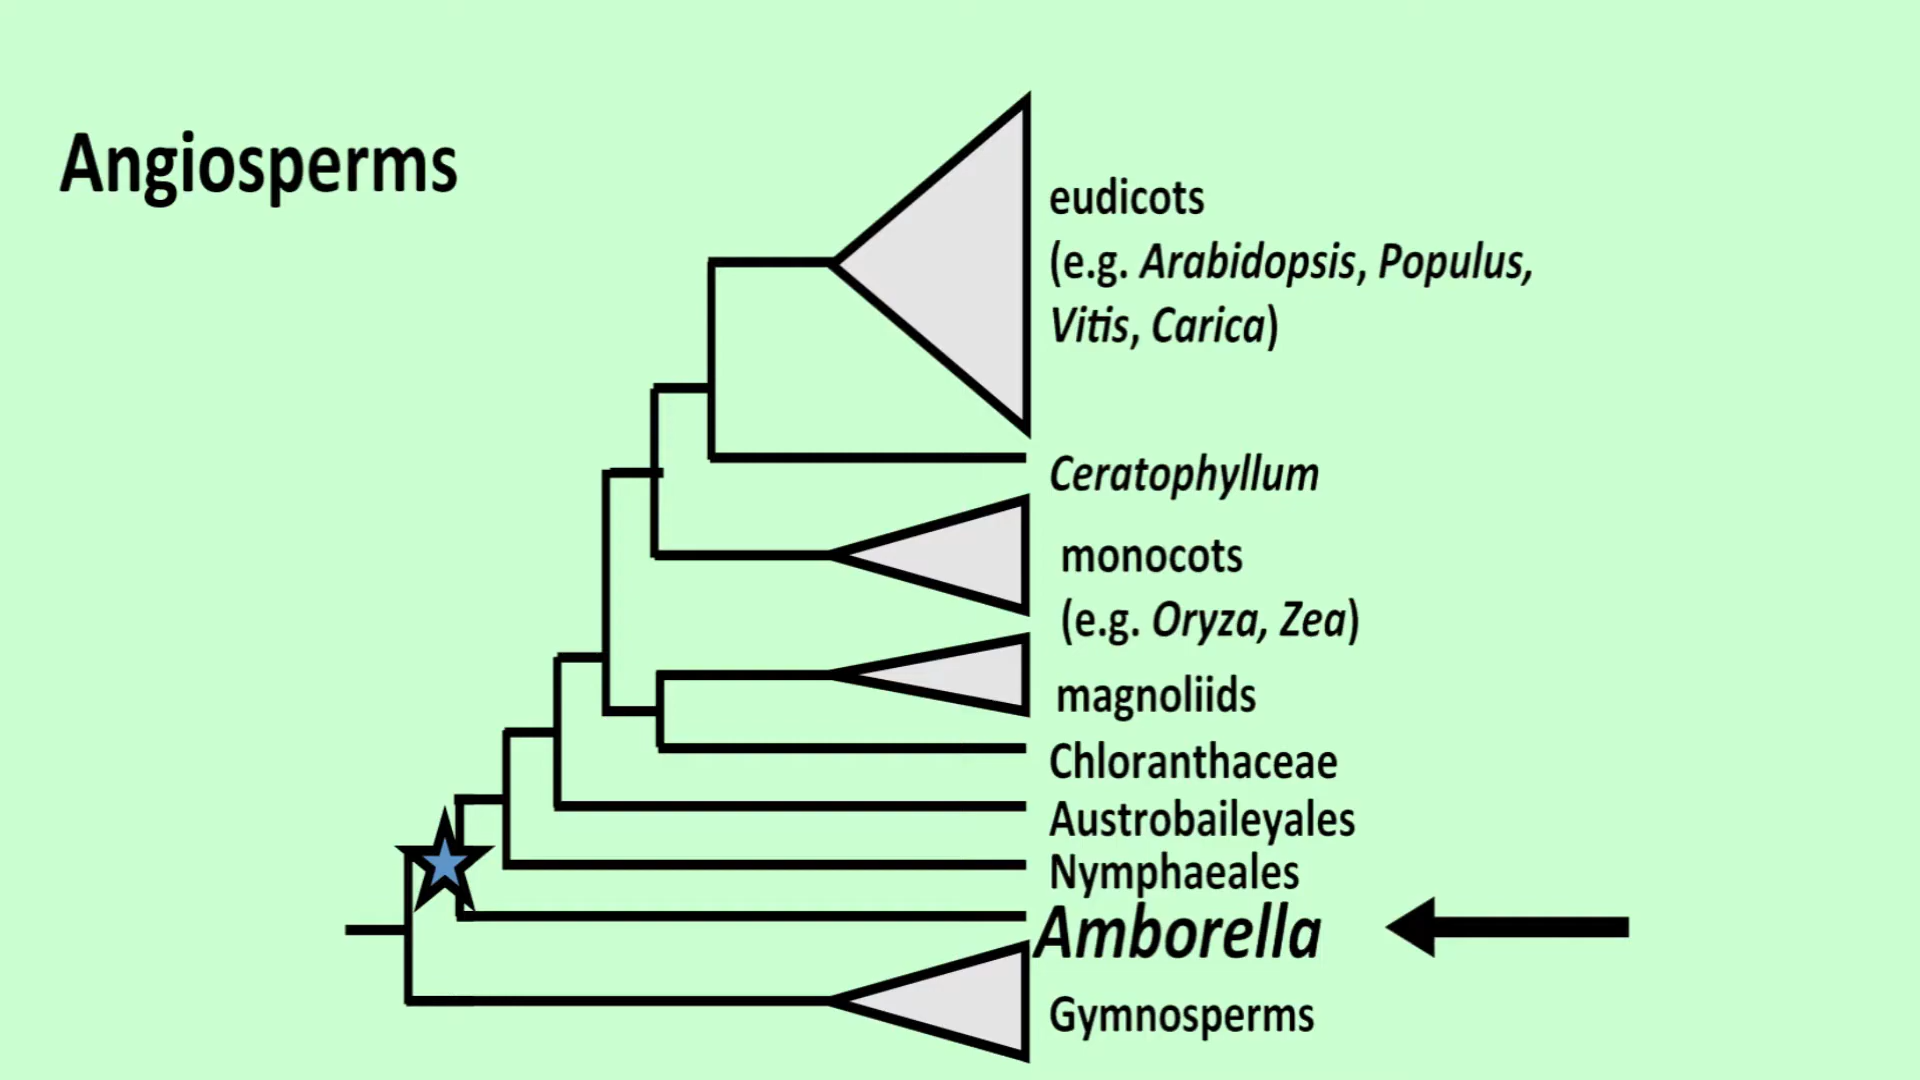 Angiosperms
eudicots
(e.g. Arabidopsis, Populus,
Vitis, Carica)
Ceratophyllum
monocots
(e.g. Oryza, Zea)
magnoliids
Chloranthaceae
Austrobaileyales
Nymphaeales
Amborella
Gymnosperms